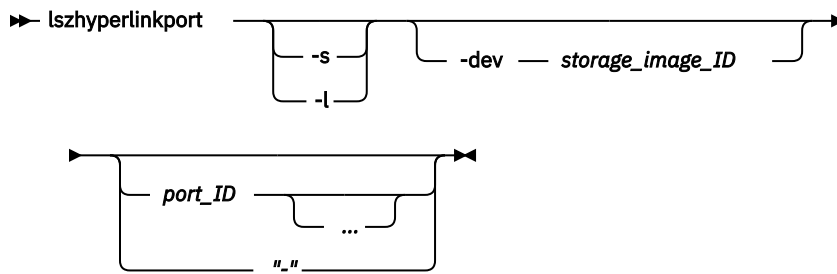 lszhyperlinkport
-s
-l
-dev storage_image_ID
port_ID
...
"-"